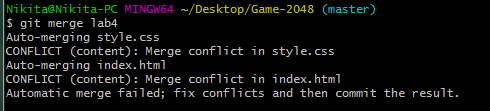 Nikita@Nikita-PC MINGW64 ~/Desktop/Game-2048 (master)
$ git merge lab4
Auto-merging style.css
CONFLICT (content): Merge conflict in style.css
Auto-merging index.html
CONFLICT (content): Merge conflict in index.html
Automatic merge failed; fix conflicts and then commit the result.